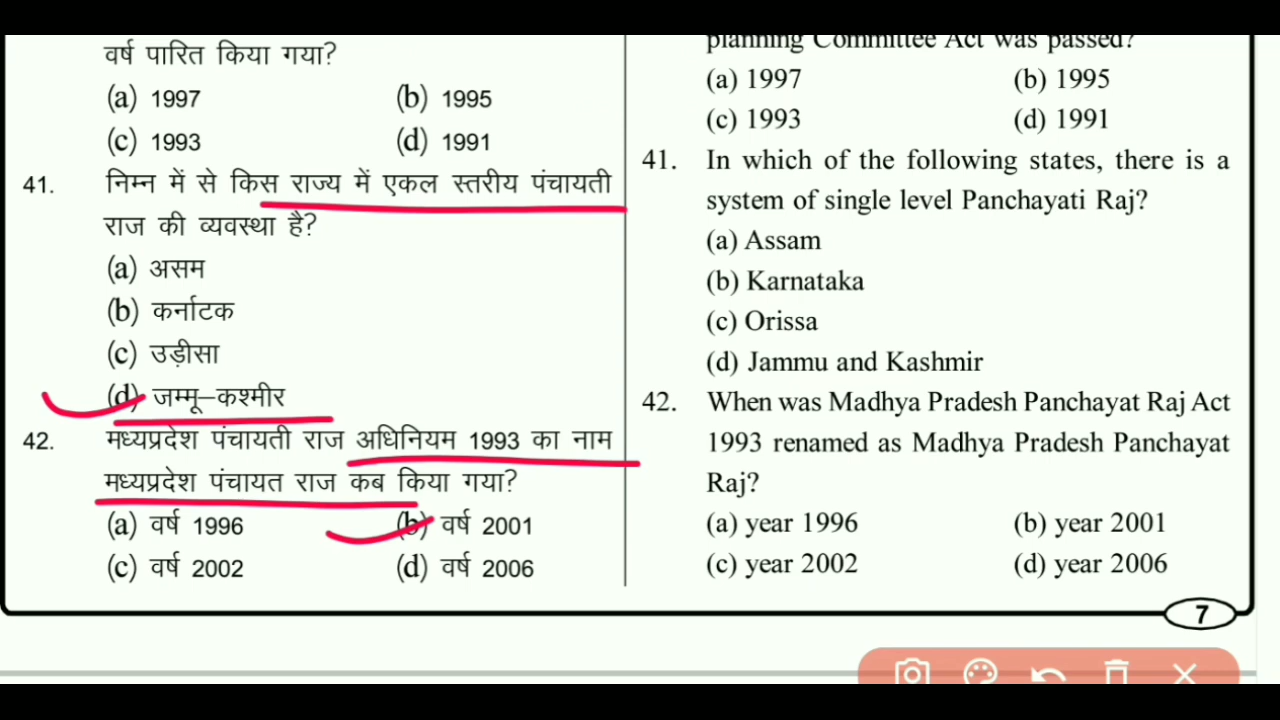 वर्ष पारित किया गया?
(a) 1997 (b) 1995
(c) 1993 (d) 1991
41. निम्न में से किस राज्य में एकल स्तरीय पंचायती
राज की व्यवस्था है?
(a) असम
(b) कर्नाटक
(c) उड़ीसा
(d) जम्मू–कश्मीर
42. मध्यप्रदेश पंचायती राज अधिनियम 1993 का नाम
मध्यप्रदेश पंचायत राज कब किया गया?
(a) वर्ष 1996 (b) वर्ष 2001
(c) वर्ष 2002 (d) वर्ष 2006
planning Committee Act was passed?
(a) 1997 (b) 1995
(c) 1993 (d) 1991
41. In which of the following states, there is a
system of single level Panchayati Raj?
(a) Assam
(b) Karnataka
(c) Orissa
(d) Jammu and Kashmir
42. When was Madhya Pradesh Panchayat Raj Act
1993 renamed as Madhya Pradesh Panchayat
Raj?
(a) year 1996 (b) year 2001
(c) year 2002 (d) year 2006
7